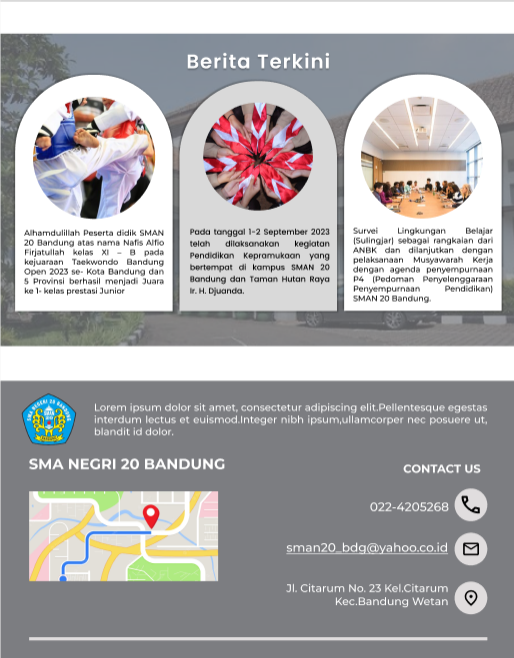 Berita Terkini
Alhamdulillah Peserta didik SMAN
20 Bandung atas nama Nafis Alfio
Firjatullah kelas XI – B pada
kejuaraan Taekwondo Bandung
Open 2023 se- Kota Bandung dan
5 Provinsi berhasil menjadi Juara
ke 1- kelas prestasi Junior
Pada tanggal 1-2 September 2023
telah dilaksanakan kegiatan
Pendidikan Kepramukaan yang
bertempat di kampus SMAN 20
Bandung dan Taman Hutan Raya
Ir. H. Djuanda.
Survei Lingkungan Belajar
(Sulingjar) sebagai rangkaian dari
ANBK dan dilanjutkan dengan
pelaksanaan Musyawarah Kerja
dengan agenda penyempurnaan
P4 (Pedoman Penyelenggaraan
Penyempurnaan Pendidikan)
SMAN 20 Bandung.
SMA NEGRI 20 BANDUNG
Lorem ipsum dolor sit amet, consectetur adipiscing elit.Pellentesque egestas
interdum lectus et euismod.Integer nibh ipsum,ullamcorper nec posuere ut,
blandit id dolor.
SMA NEGRI 20 BANDUNG
CONTACT US
022-4205268
sman20_bdg@yahoo.co.id
Jl. Citarum No. 23 Kel.Citarum
Kec.Bandung Wetan